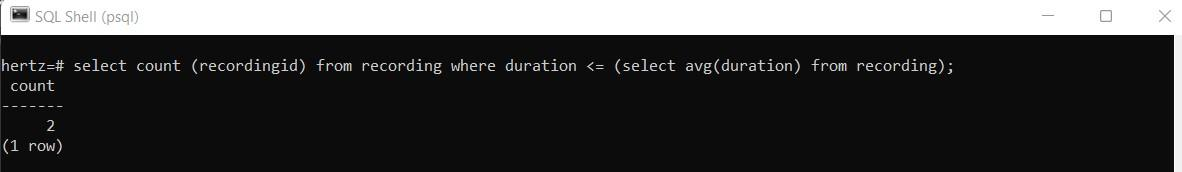 SQL Shell (psql)
hertz=# select count (recordingid) from recording where duration <= (select avg(duration) from recording);
 count
-------
     2
(1 row)